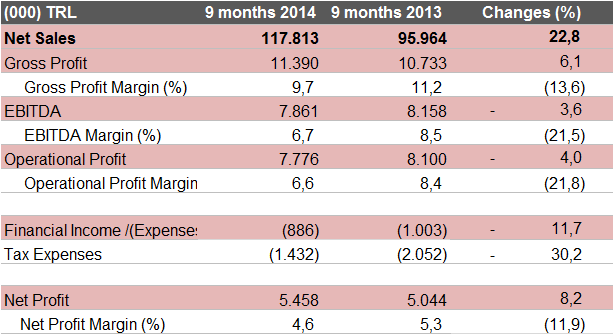 (000) TRL 9 months 2014 9 months 2013 Changes (%)
Net Sales 117.813 95.964 22,8
Gross Profit 11.390 10.733 6,1
Gross Profit Margin (%) 9,7 11,2 (13,6)
EBITDA 7.861 8.158 - 3,6
EBITDA Margin (%) 6,7 8,5 (21,5)
Operational Profit 7.776 8.100 - 4,0
Operational Profit Margin 6,6 8,4 (21,8)
Financial Income /(Expenses (886) (1.003) - 11,7
Tax Expenses (1.432) (2.052) - 30,2
Net Profit 5.458 5.044 8,2
Net Profit Margin (%) 4,6 5,3 (11,9)